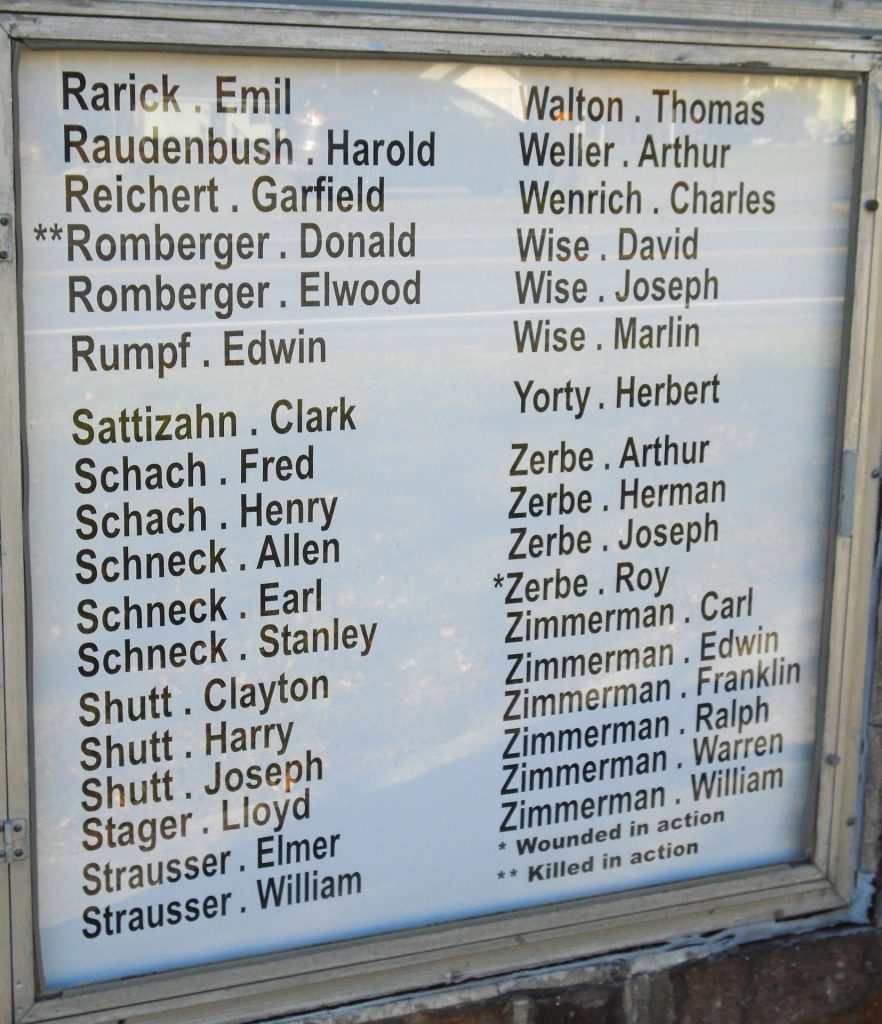 Rarick . Emil
Raudenbush . Harold
Reichert . Garfield
**Romberger . Donald
Romberger . Elwood
Rumpf . Edwin
Sattizahn . Clark
Schach . Fred
Schach . Henry
Schneck . Allen
Schneck . Earl
Schneck . Stanley
Shutt . Clayton
Shutt . Harry
Shutt . Joseph
Stager . Lloyd
Strausser . Elmer
Strausser . William
Walton . Thomas
Weller . Arthur
Wenrich . Charles
Wise . David
Wise . Joseph
Wise . Marlin
Yorty . Herbert
Zerbe . Arthur
Zerbe . Herman
Zerbe . Joseph
*Zerbe . Roy
Zimmerman . Carl
Zimmerman . Edwin
Zimmerman . Franklin
Zimmerman . Ralph
Zimmerman . Warren
Zimmerman . William
* Wounded in action
** Killed in action